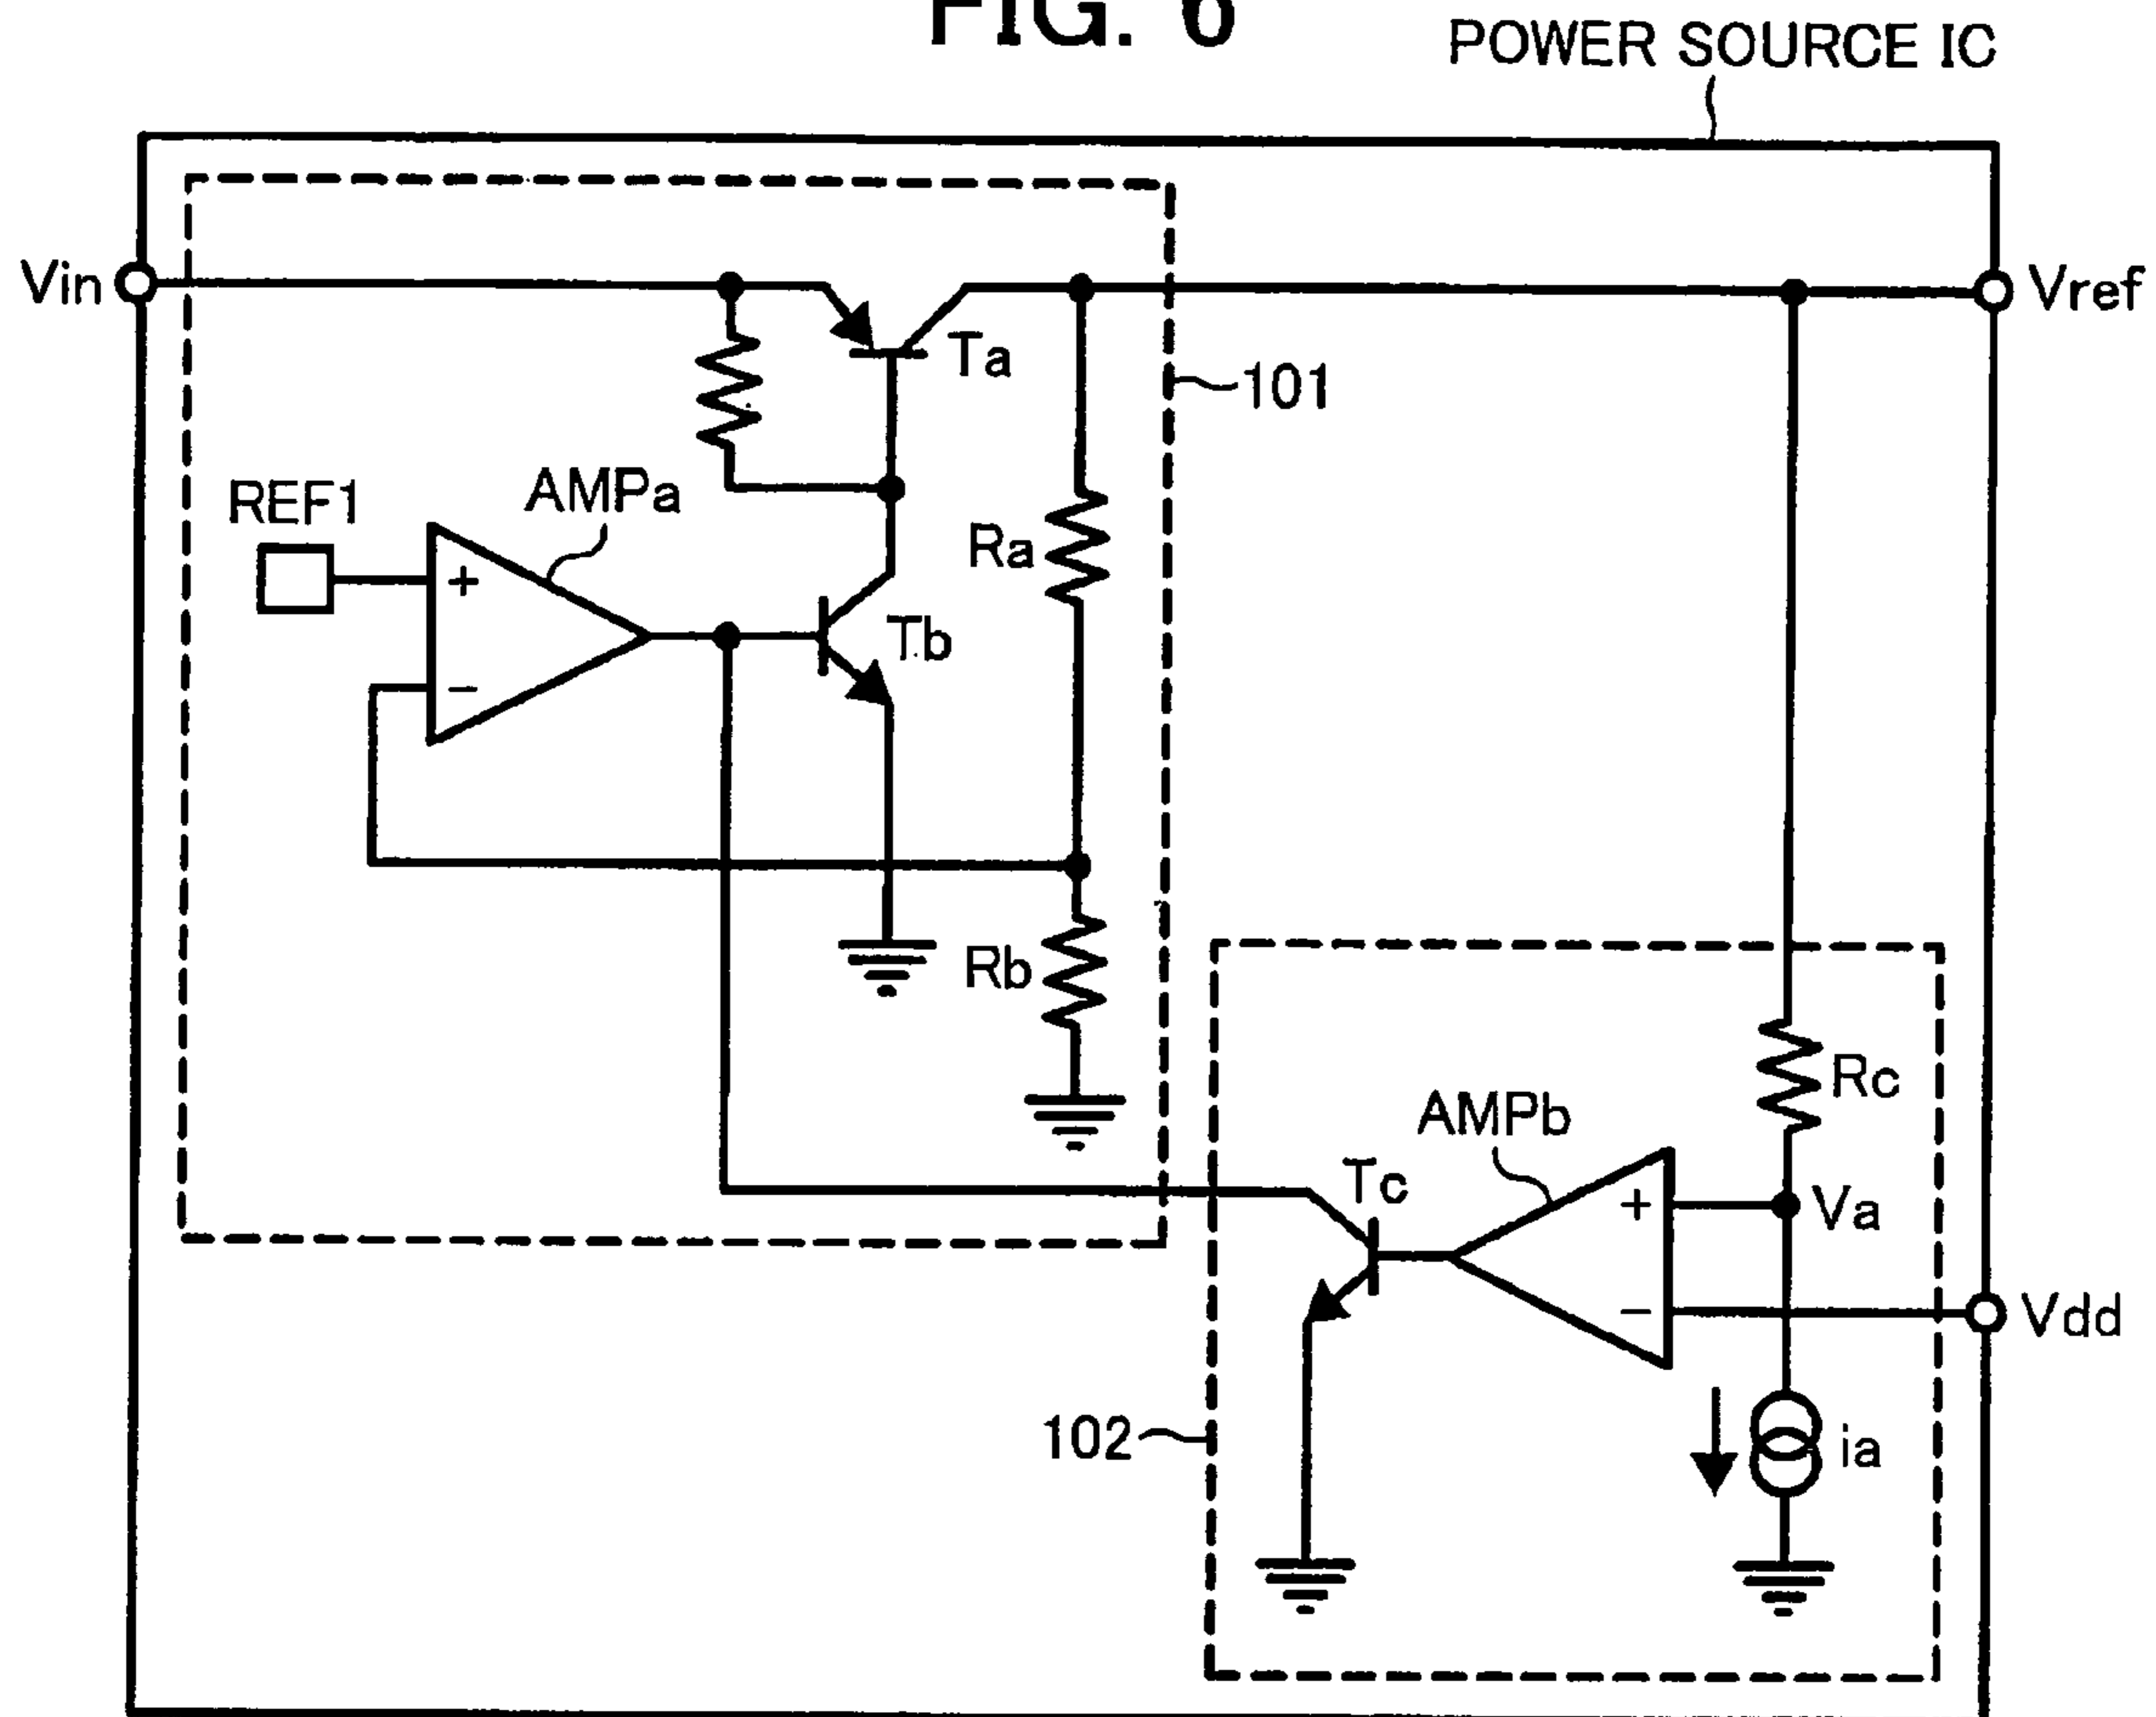 FIG. 6
POWER SOURCE IC
Vin
Vref
Ta
101
REF1
AMPa
Ra
+
Tb
−
Rb
Rc
AMPb
Tc
+
Va
−
Vdd
102
ia